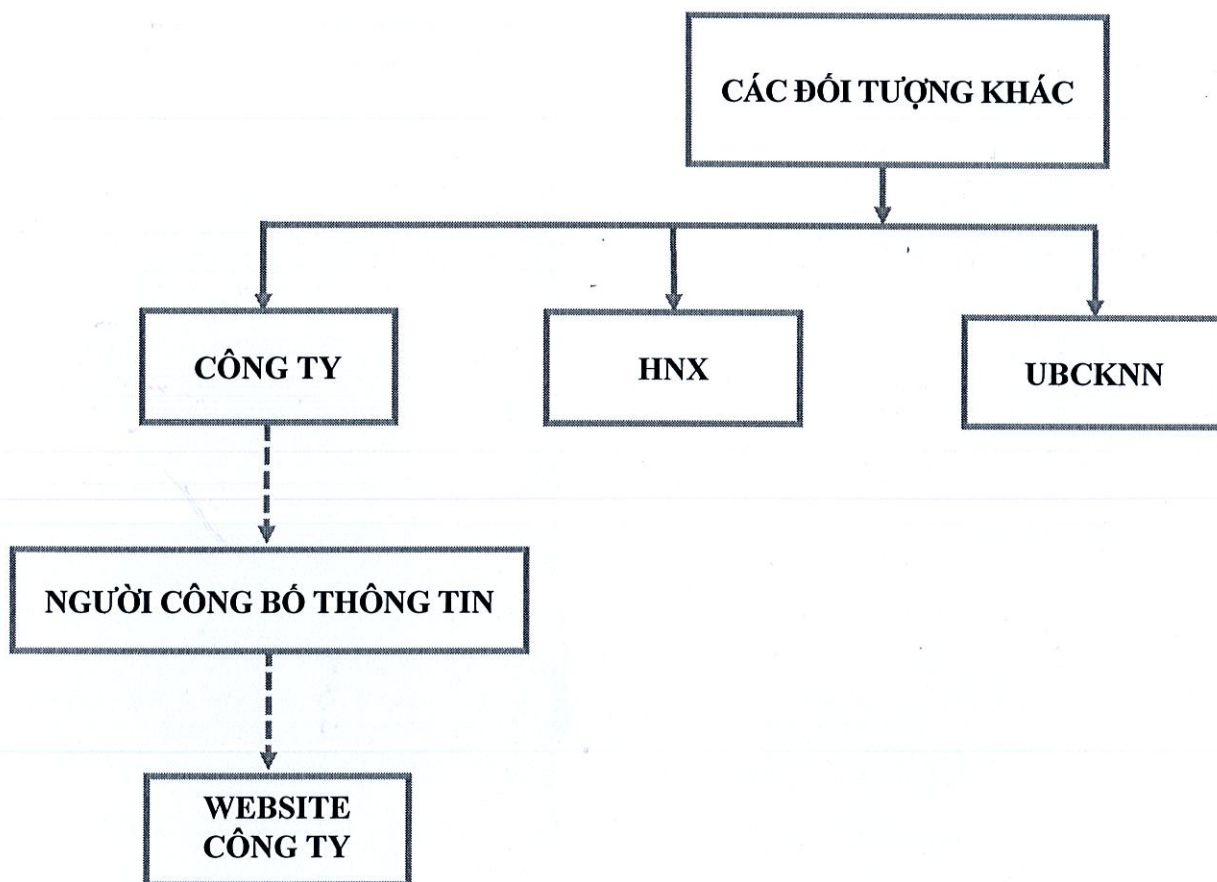 CÁC ĐỐI TƯỢNG KHÁC
CÔNG TY
HNX
UBCKNN
NGƯỜI CÔNG BỐ THÔNG TIN
WEBSITE
CÔNG TY